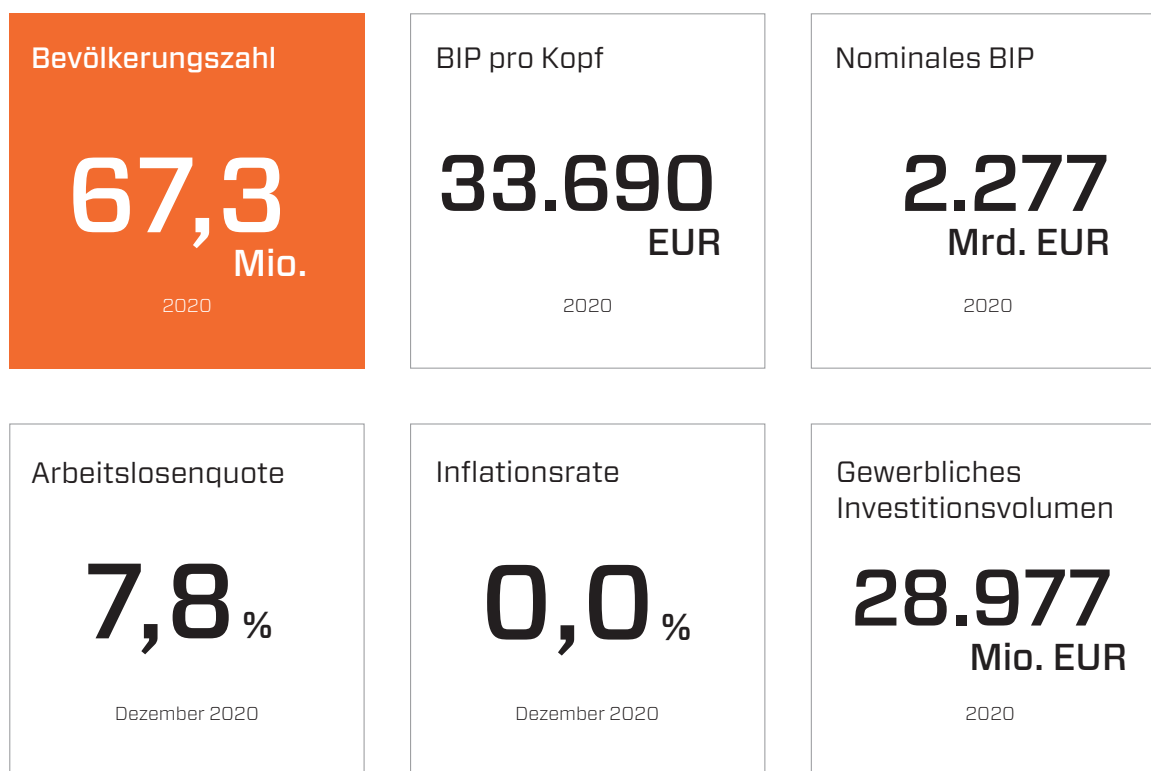 Bevölkerungszahl
67,3
Mio.
2020
BIP pro Kopf
33.690
EUR
2020
Nominales BIP
2.277
Mrd. EUR
2020
Arbeitslosenquote
7,8 %
Dezember 2020
Inflationsrate
0,0 %
Dezember 2020
Gewerbliches
Investitionsvolumen
28.977
Mio. EUR
2020